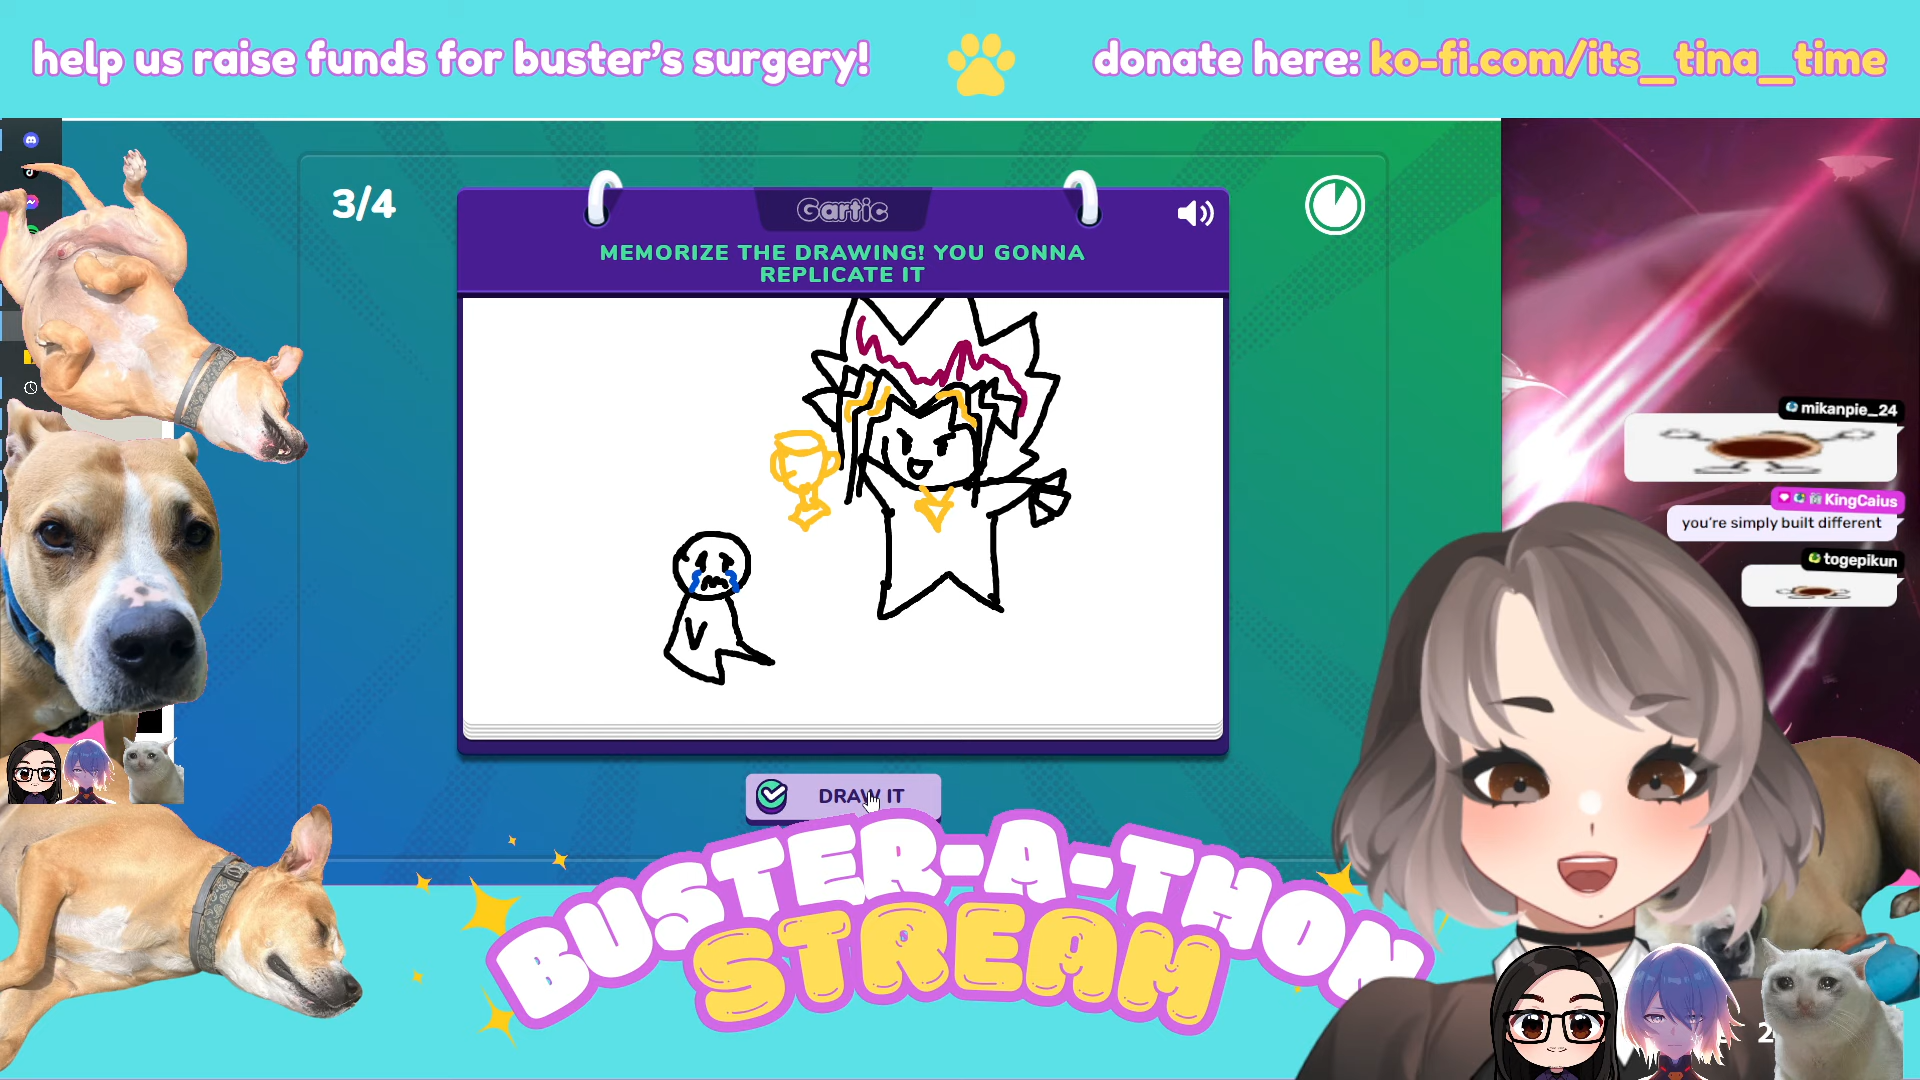 help us raise funds for buster's surgery!
donate here: ko-fi.com/its_tina_time
3/4
Gartic
MEMORIZE THE DRAWING! YOU GONNA
REPLICATE IT
mikanpie_24
KingCaius
you're simply built different
togepikun
V
DRAW IT
BUSTER-A-THON
STREAM
2